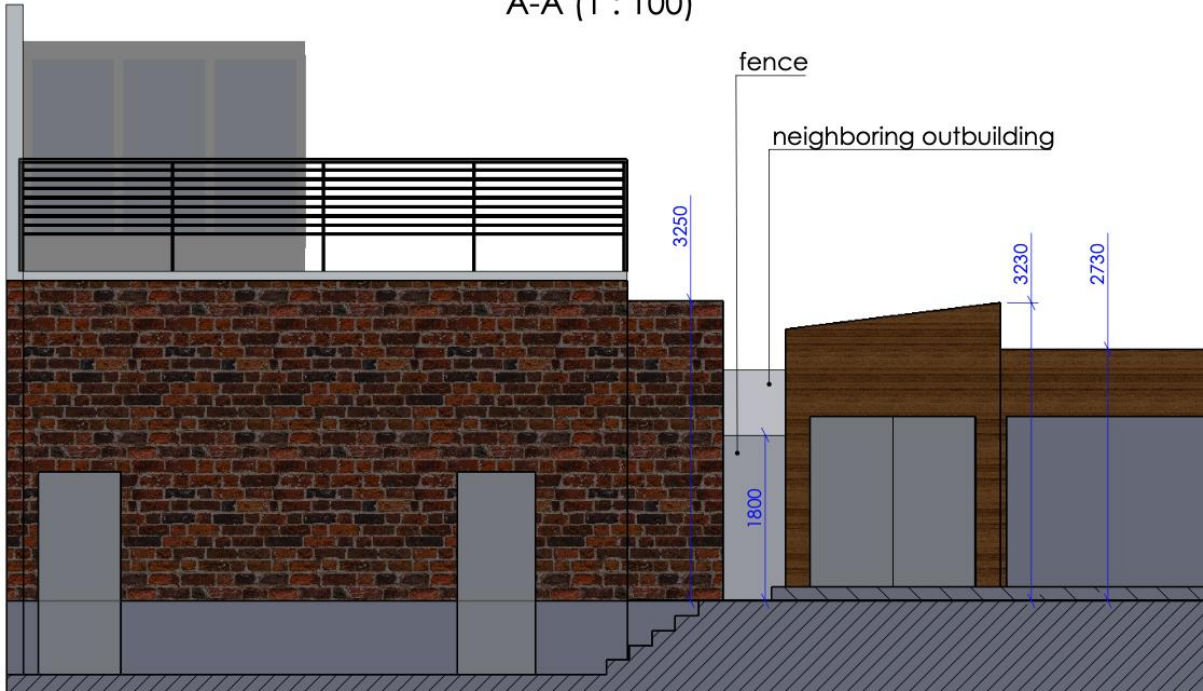 A-A (1 : 100)
fence
neighboring outbuilding
3250
3230
2730
1800